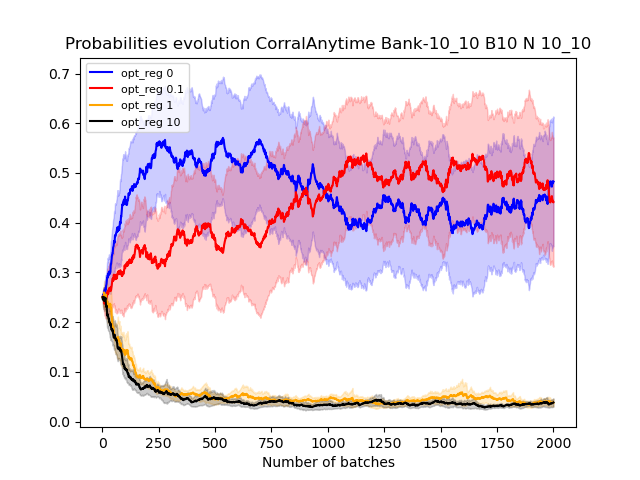 Probabilities evolution CorralAnytime Bank-10_10 B10 N 10_10
opt_reg 0
opt_reg 0.1
opt_reg 1
opt_reg 10
0.7
0.6
0.5
0.4
0.3
0.2
0.1
0.0
0 250 500 750 1000 1250 1500 1750 2000
Number of batches